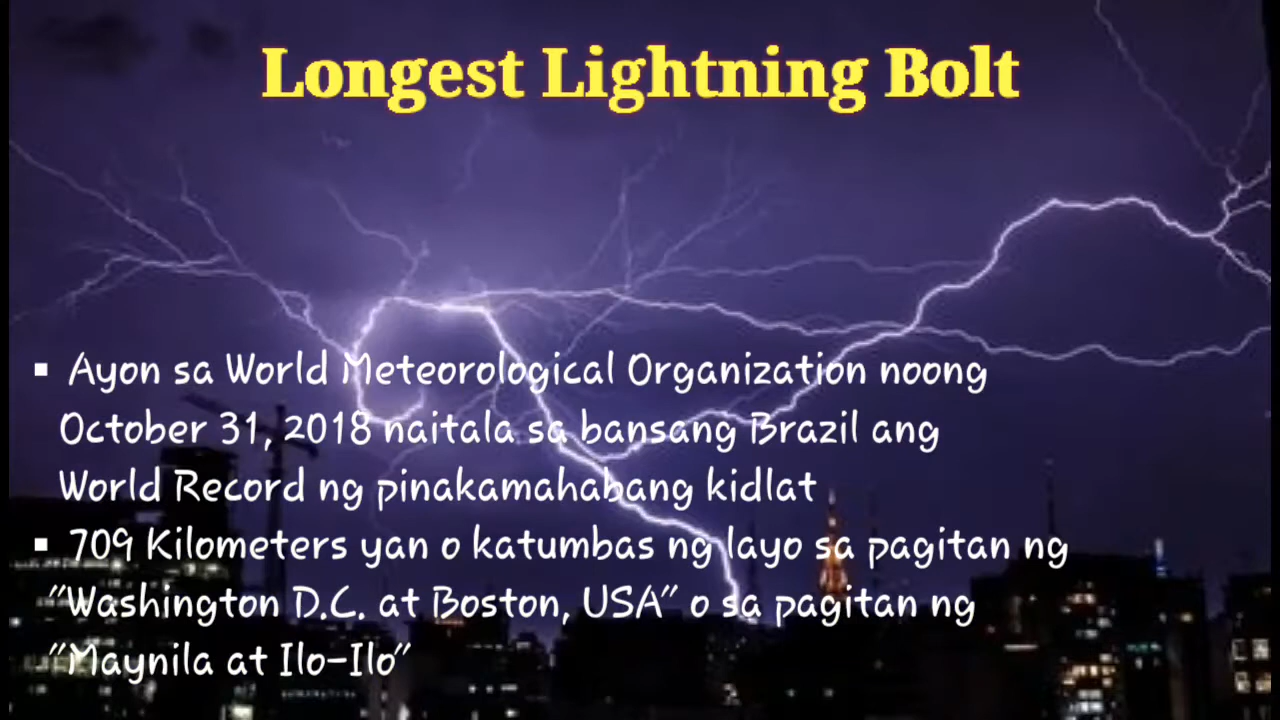 Longest Lightning Bolt
▪ Ayon sa World Meteorological Organization noong
October 31, 2018 naitala sa bansang Brazil ang
World Record ng pinakamahabang kidlat
▪ 709 Kilometers yan o katumbas ng layo sa pagitan ng
"Washington D.C. at Boston, USA" o sa pagitan ng
"Maynila at Ilo-Ilo"